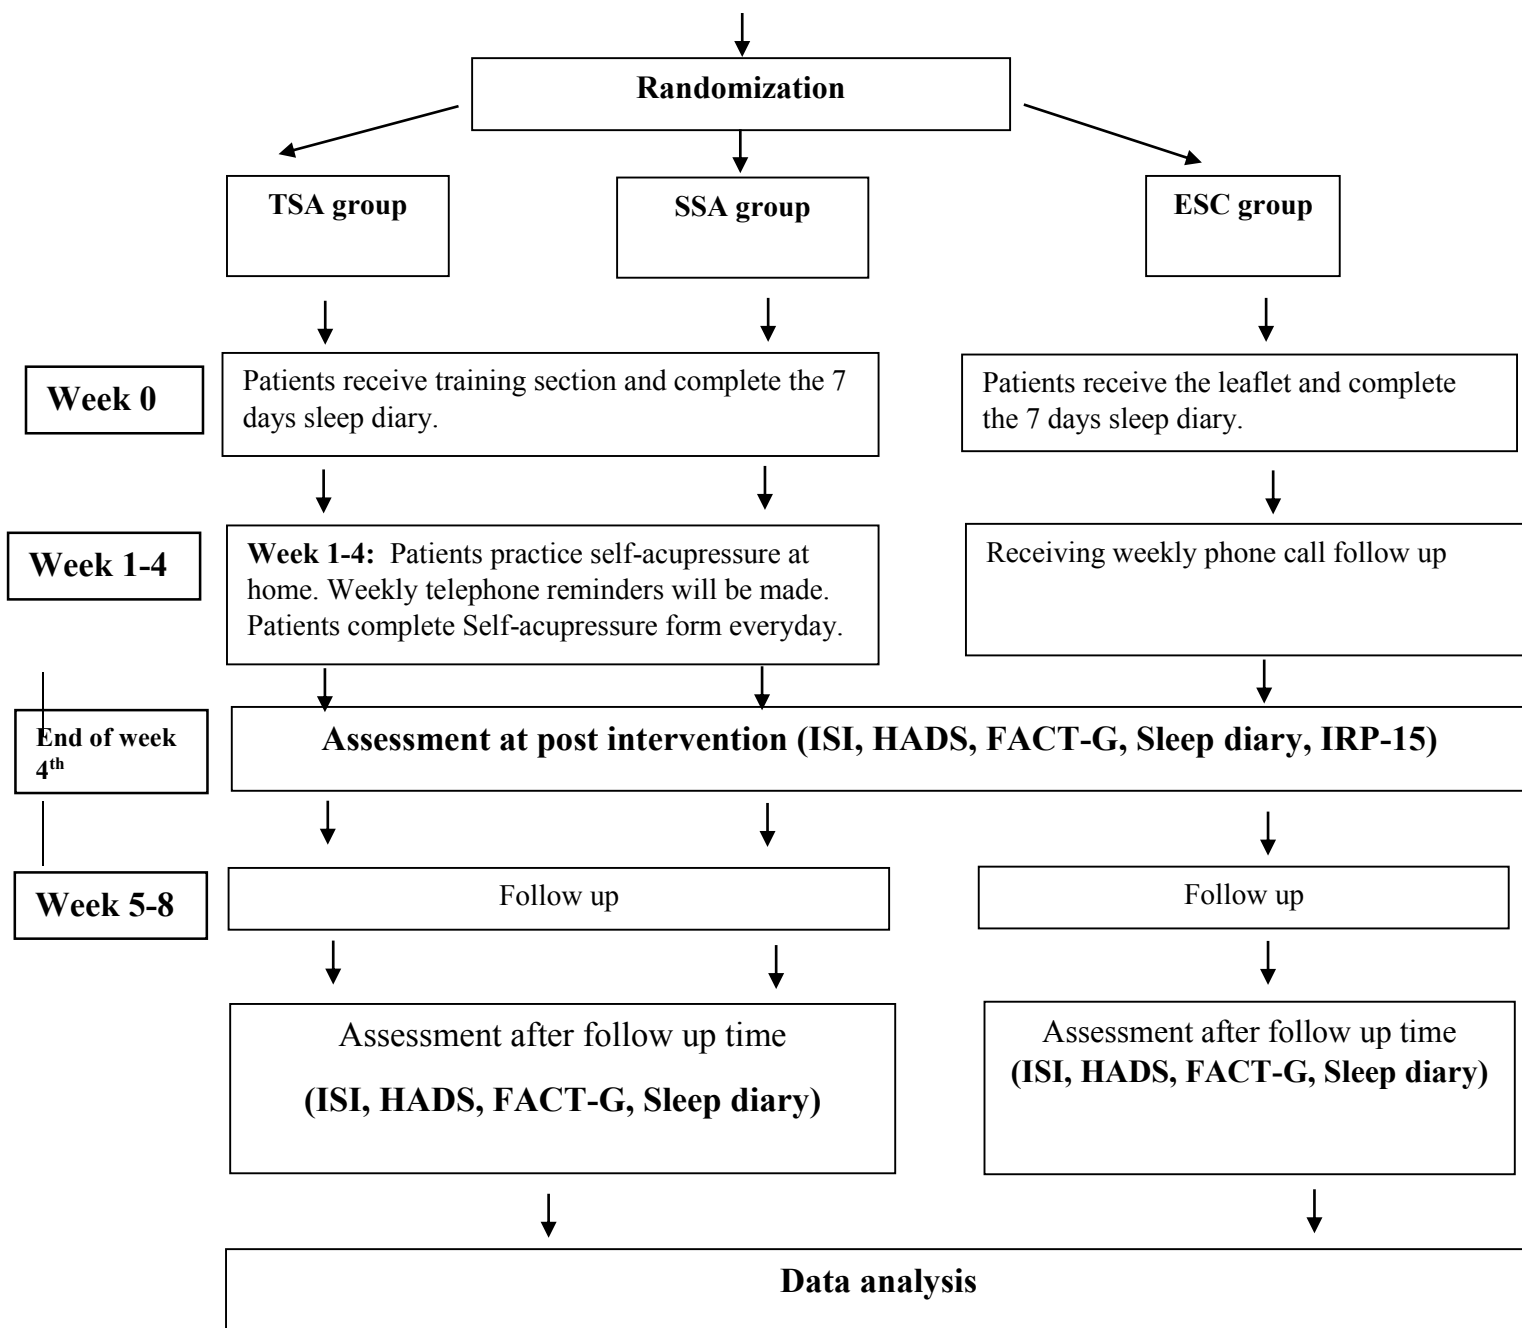 Randomization
TSA group
SSA group
ESC group
Week 0
Patients receive training section and complete the 7
days sleep diary.
Patients receive the leaflet and complete
the 7 days sleep diary.
Week 1-4
Week 1-4: Patients practice self-acupressure at
home. Weekly telephone reminders will be made.
Patients complete Self-acupressure form everyday.
Receiving weekly phone call follow up
End of week
4th
Assessment at post intervention (ISI, HADS, FACT-G, Sleep diary, IRP-15)
Week 5-8
Follow up
Follow up
Assessment after follow up time
(ISI, HADS, FACT-G, Sleep diary)
Assessment after follow up time
(ISI, HADS, FACT-G, Sleep diary)
Data analysis